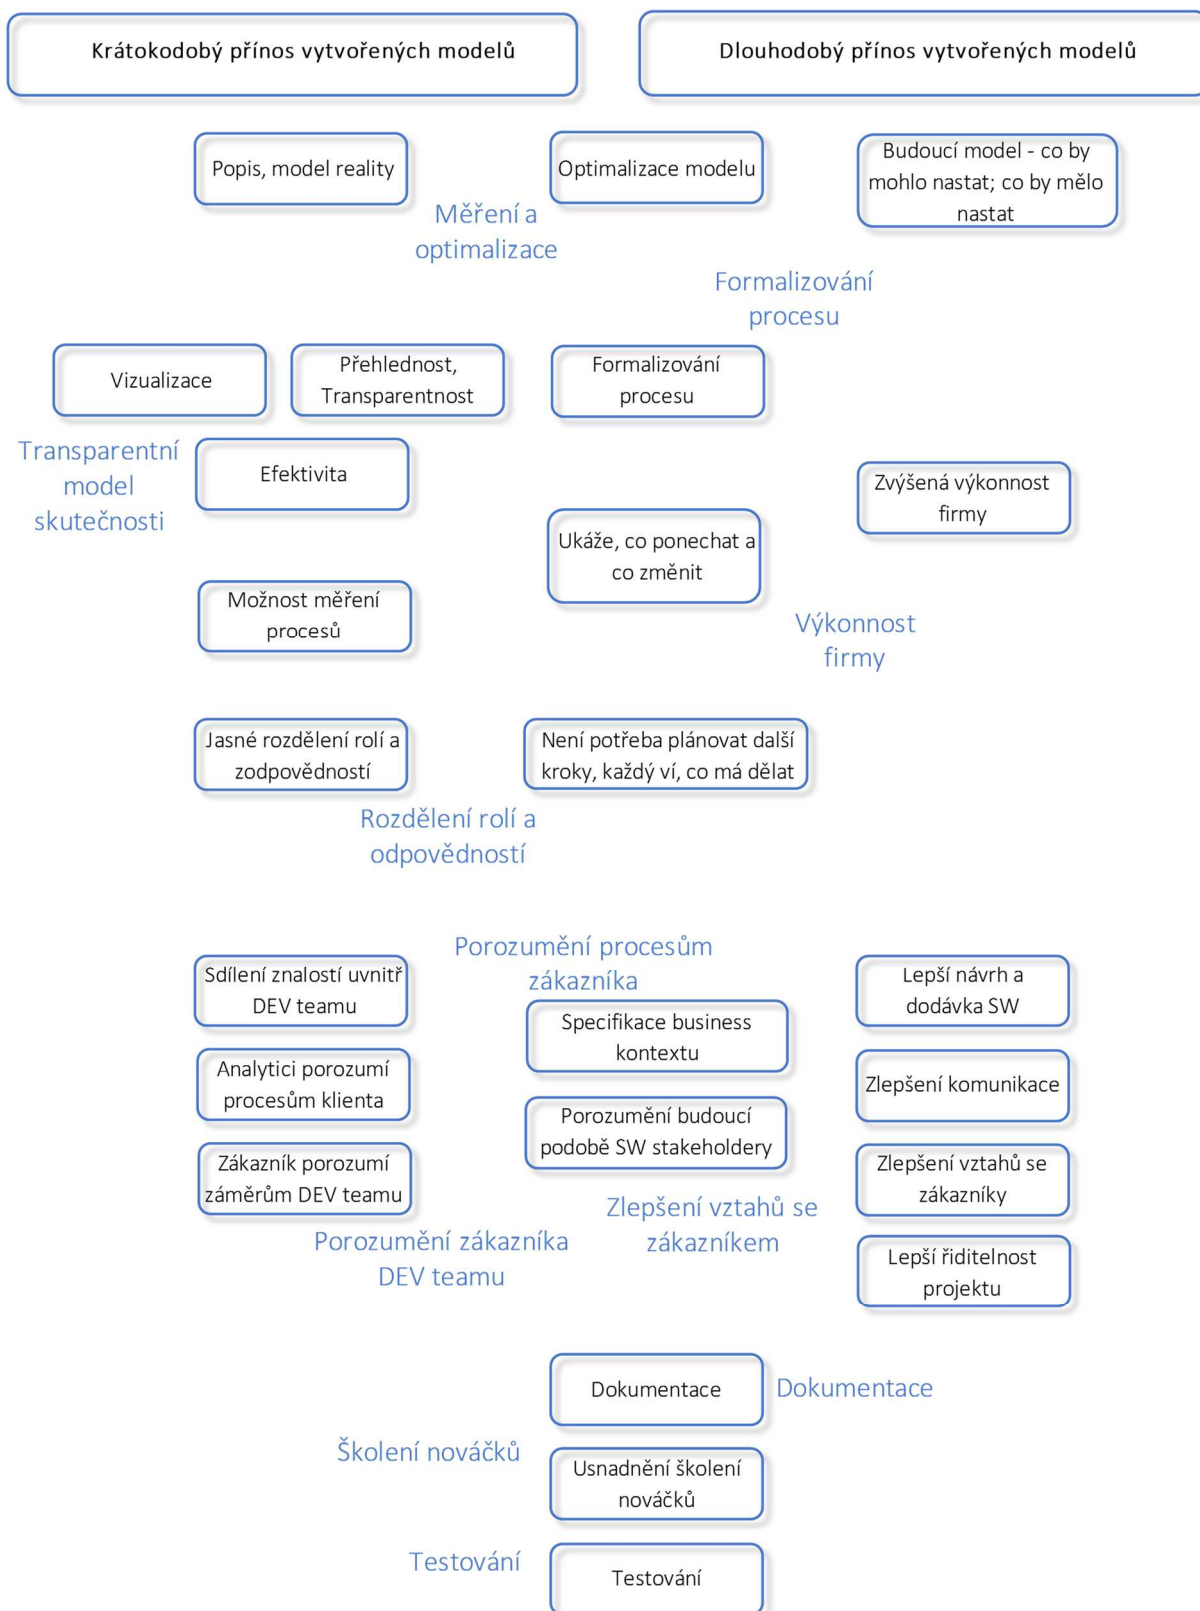 Krátokodobý přínos vytvořených modelů
Dlouhodobý přínos vytvořených modelů
Popis, model reality
Optimalizace modelu
Budoucí model - co by
mohlo nastat; co by mělo
nastat
Měření a
optimalizace
Formalizování
procesu
Vizualizace
Přehlednost,
Transparentnost
Formalizování
procesu
Transparentní
model
skutečnosti
Efektivita
Zvýšená výkonnost
firmy
Ukáže, co ponechat a
co změnit
Možnost měření
procesů
Výkonnost
firmy
Jasné rozdělení rolí a
zodpovědností
Není potřeba plánovat další
kroky, každý ví, co má dělat
Rozdělení rolí a
odpovědností
Porozumění procesům
zákazníka
Sdílení znalostí uvnitř
DEV teamu
Specifikace business
kontextu
Lepší návrh a
dodávka SW
Analytici porozumí
procesům klienta
Porozumění budoucí
podobě SW stakeholdery
Zlepšení komunikace
Zákazník porozumí
záměrům DEV teamu
Zlepšení vztahů se
zákazníky
Porozumění zákazníka
DEV teamu
Zlepšení vztahů se
zákazníkem
Lepší řiditelnost
projektu
Dokumentace
Dokumentace
Školení nováčků
Usnadnění školení
nováčků
Testování
Testování